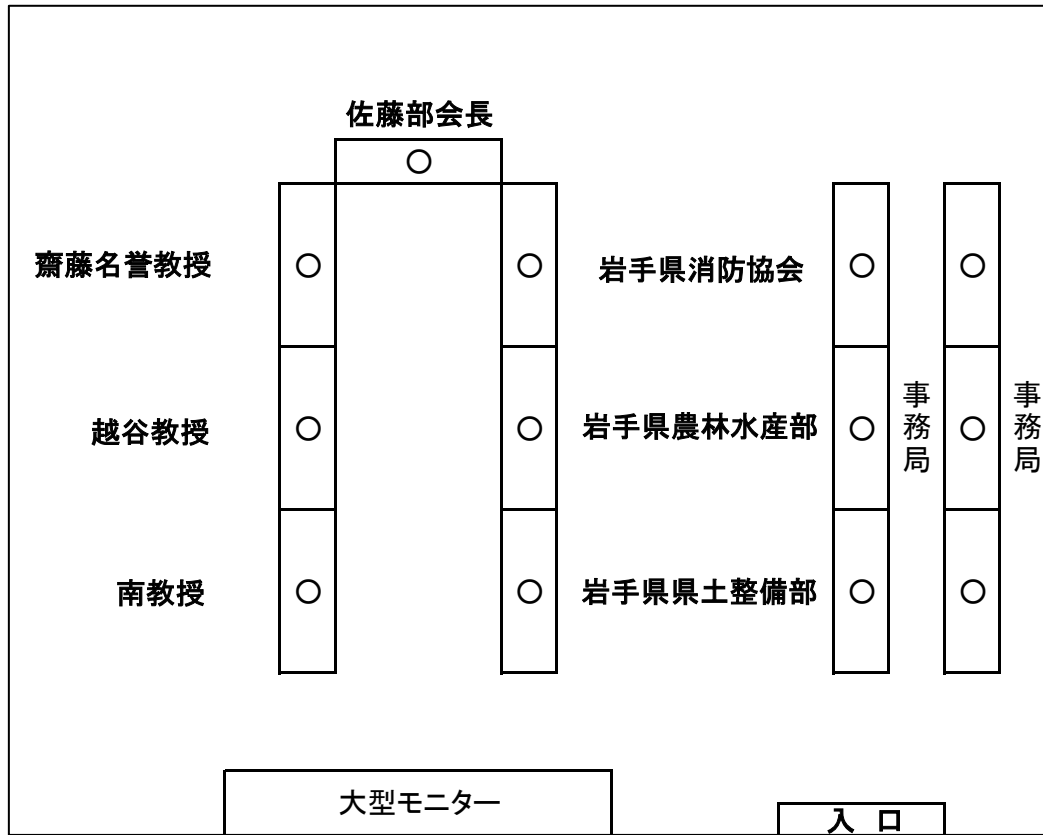 佐藤部会長
○
齋藤名誉教授 ○ ○ 岩手県消防協会 ○ ○
越谷教授 ○ ○ 岩手県農林水産部 ○ 事務局 ○ 事務局
南教授 ○ ○ 岩手県県土整備部 ○ ○
大型モニター
入口